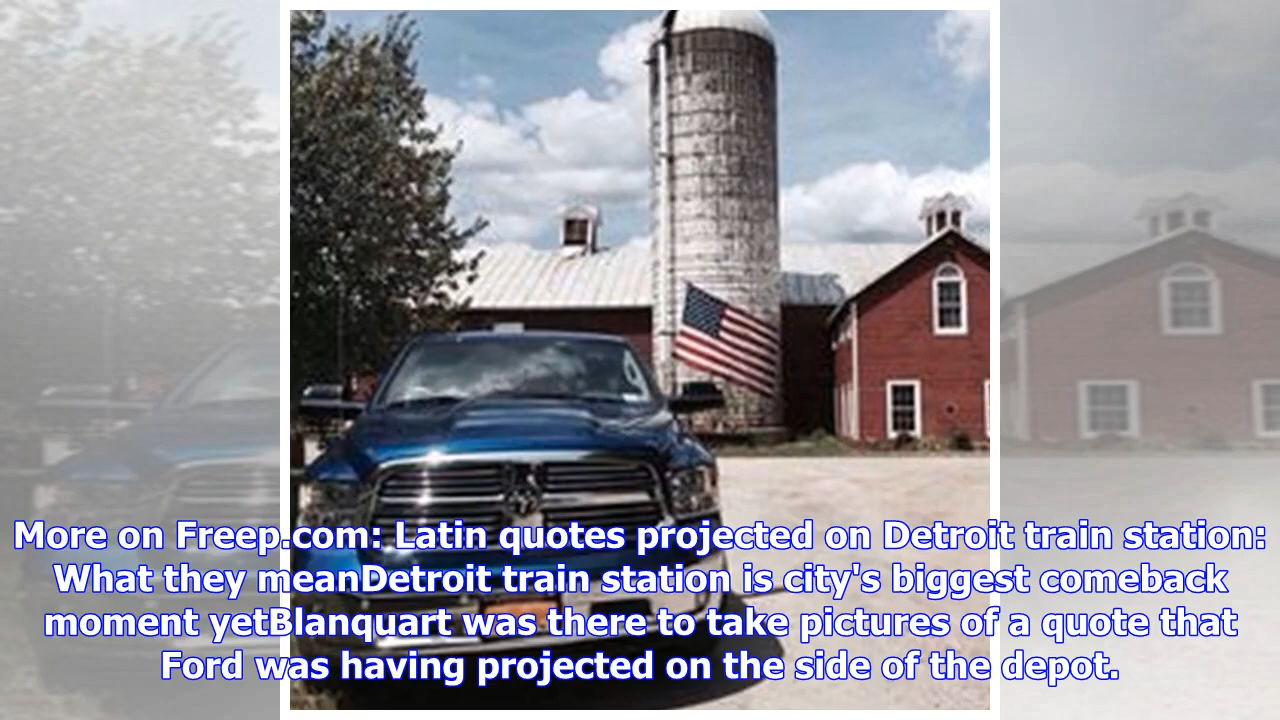 More on Freep.com: Latin quotes projected on Detroit train station:
What they meanDetroit train station is city's biggest comeback
moment yetBlanquart was there to take pictures of a quote that
Ford was having projected on the side of the depot.